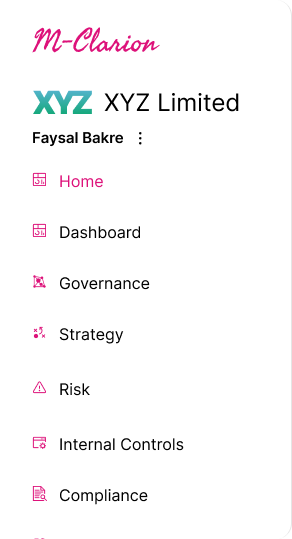 M-Clarion
XYZ XYZ Limited
Faysal Bakre
Home
Dashboard
Governance
Strategy
Risk
Internal Controls
Compliance